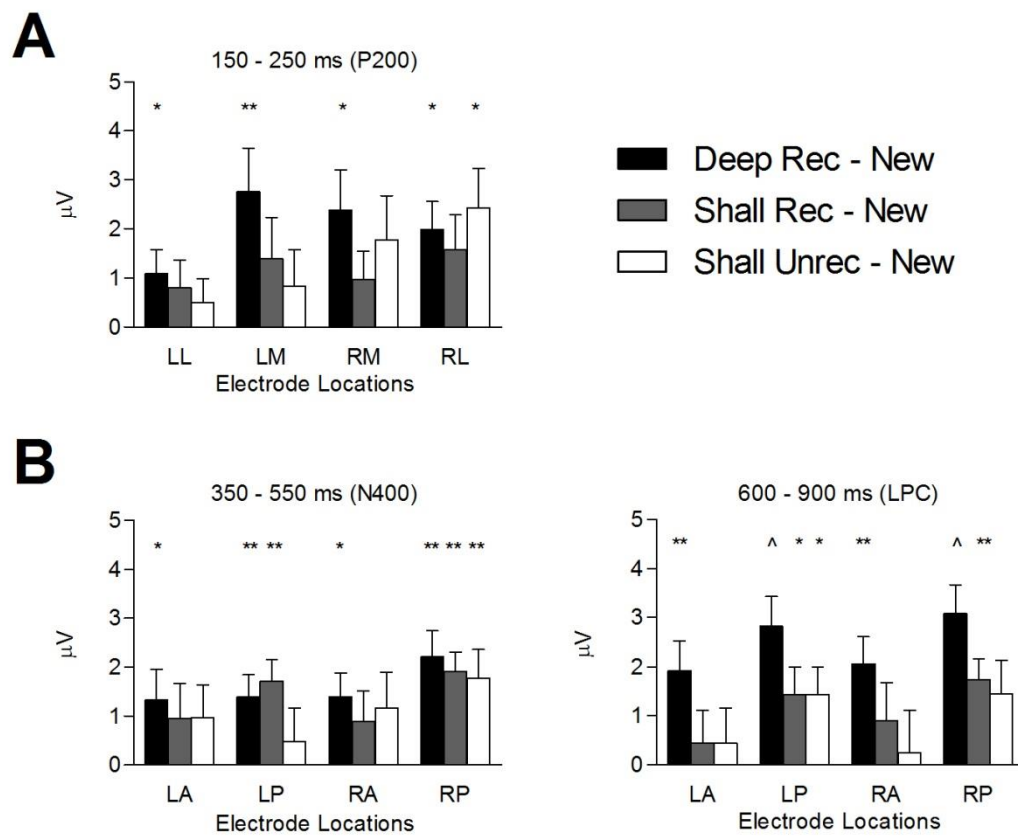 A
150 - 250 ms (P200)
5
4
3
2
1
0
µV
* ** * * *
LL LM RM RL
Electrode Locations
Deep Rec - New
Shall Rec - New
Shall Unrec - New
B
350 - 550 ms (N400)
5
4
3
2
1
0
µV
* ** ** * ** ** **
LA LP RA RP
Electrode Locations
600 - 900 ms (LPC)
5
4
3
2
1
0
µV
** ^ * * ** ^ **
LA LP RA RP
Electrode Locations